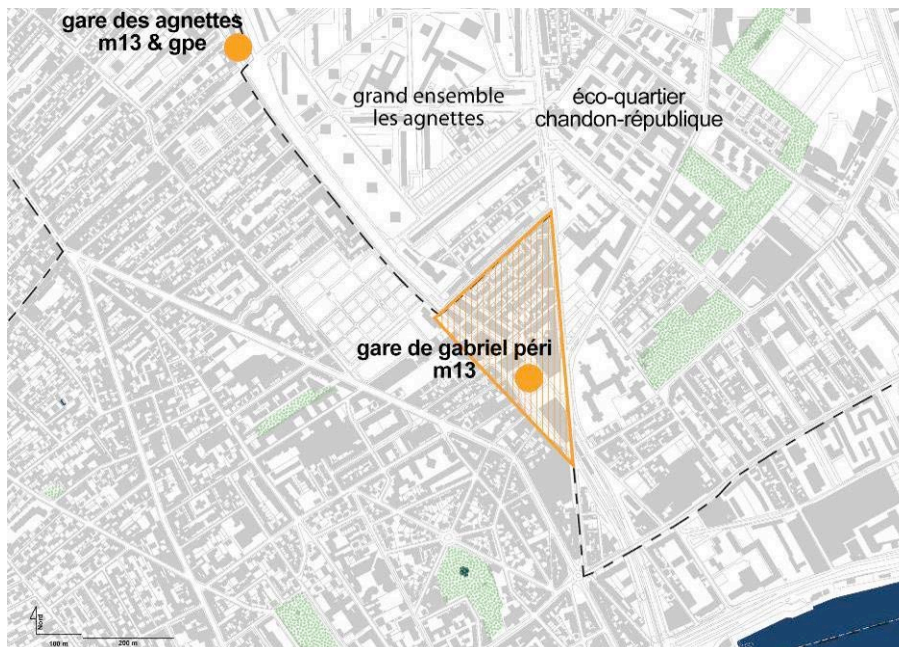 gare des agnettes
m13 & gpe
grand ensemble
les agnettes
éco-quartier
chandon-république
gare de gabriel péri
m13
Nord
100 m
200 m